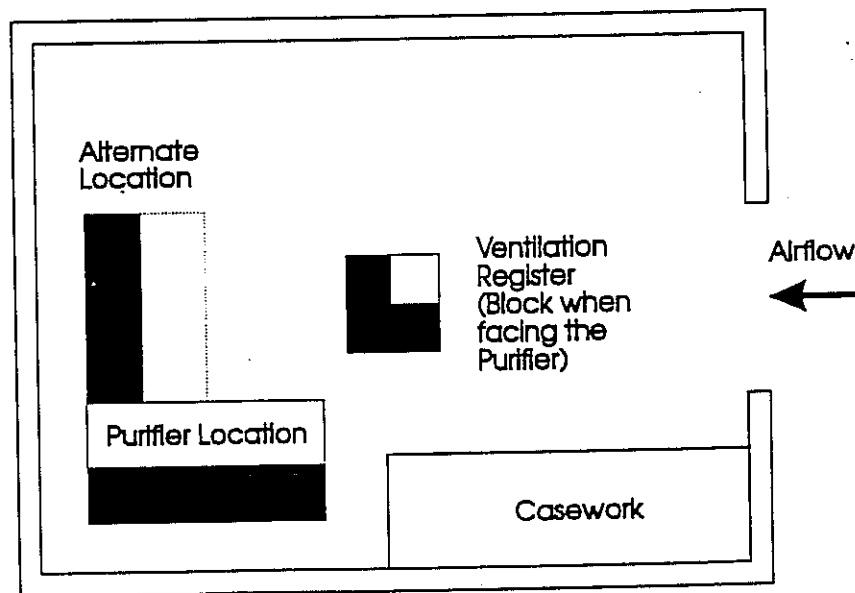 Alternate
Location
Ventilation
Register
(Block when
facing the
Purifier)
Airflow
Purifier Location
Casework